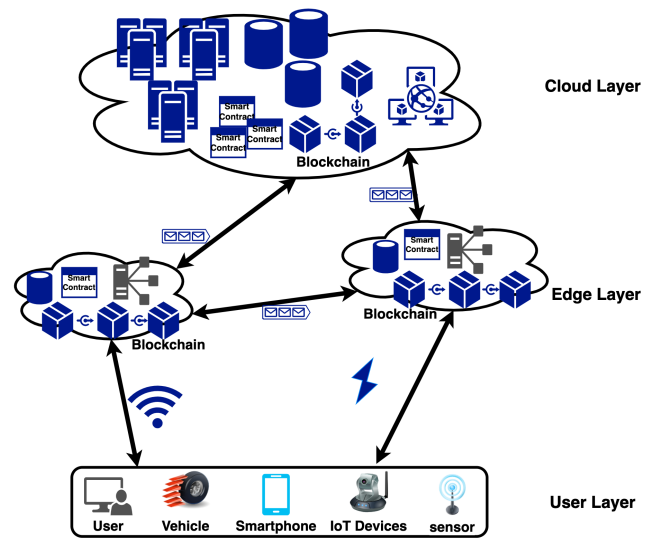 Cloud Layer
Smart
Contract
Smart
Contract
Smart
Contract
Blockchain
Smart
Contract
Edge Layer
Blockchain
Smart
Contract
Blockchain
User Layer
User
Vehicle
Smartphone
IoT Devices
sensor